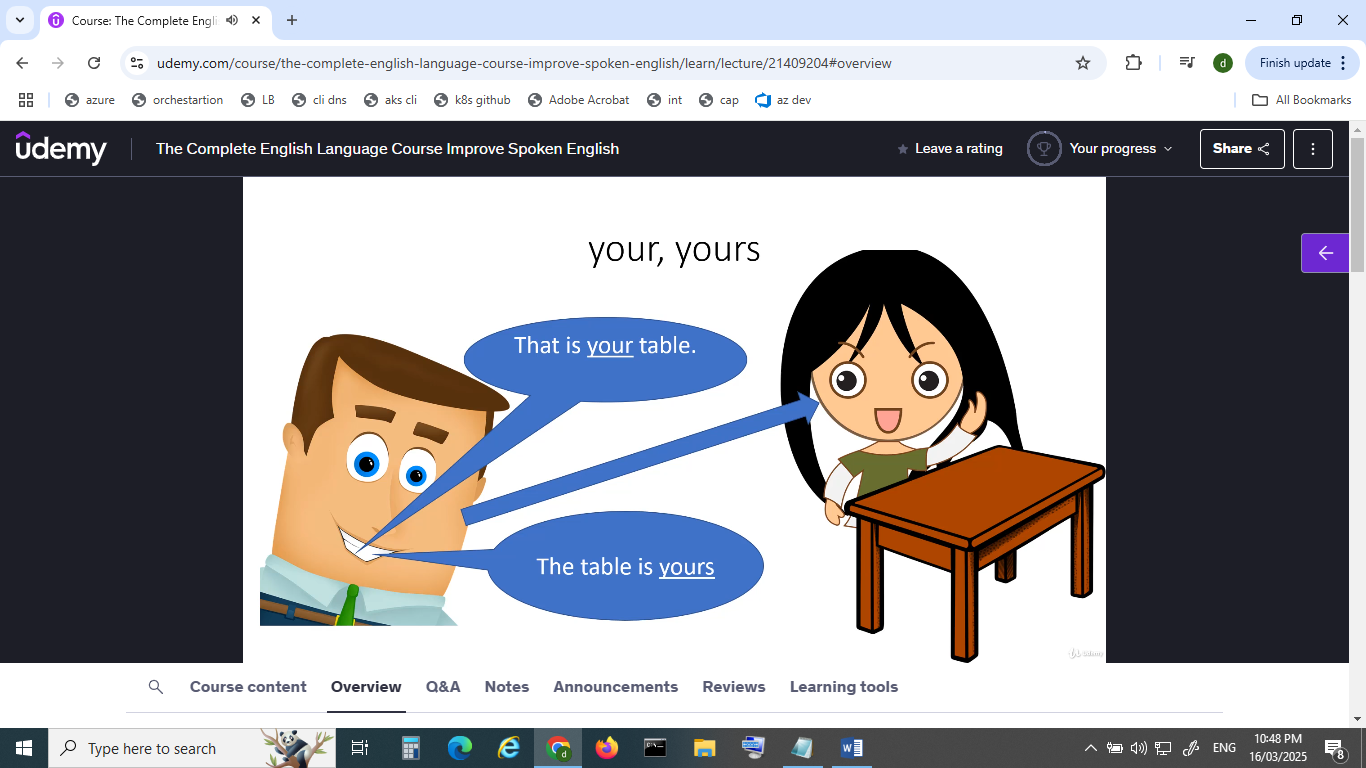 Course: The Complete Engli
udemy.com/course/the-complete-english-language-course-improve-spoken-english/learn/lecture/21409204#overview
d
Finish update
azure
orchestartion
LB
cli dns
aks cli
k8s github
Adobe Acrobat
int
cap
az dev
All Bookmarks
udemy
The Complete English Language Course Improve Spoken English
Leave a rating
Your progress
Share
your, yours
That is your table.
The table is yours
Udemy
Course content
Overview
Q&A
Notes
Announcements
Reviews
Learning tools
Type here to search
ENG
10:48 PM
16/03/2025
8